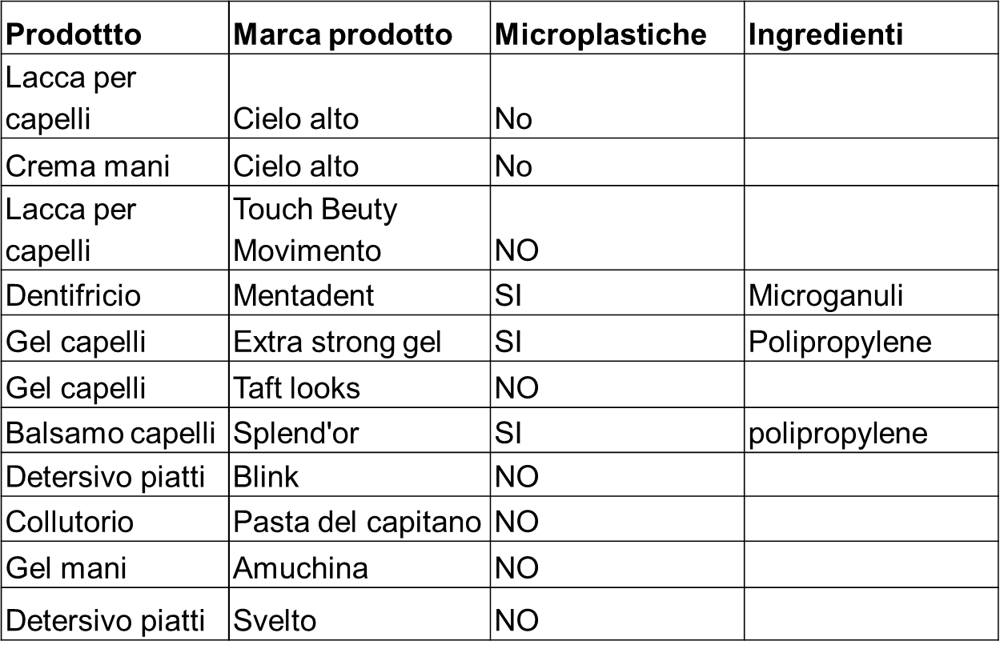 Prodottto Marca prodotto Microplastiche Ingredienti
Lacca per
capelli Cielo alto No
Crema mani Cielo alto No
Lacca per Touch Beuty
capelli Movimento NO
Dentifricio Mentadent SI Microganuli
Gel capelli Extra strong gel SI Polipropylene
Gel capelli Taft looks NO
Balsamo capelli Splend'or SI polipropylene
Detersivo piatti Blink NO
Collutorio Pasta del capitano NO
Gel mani Amuchina NO
Detersivo piatti Svelto NO